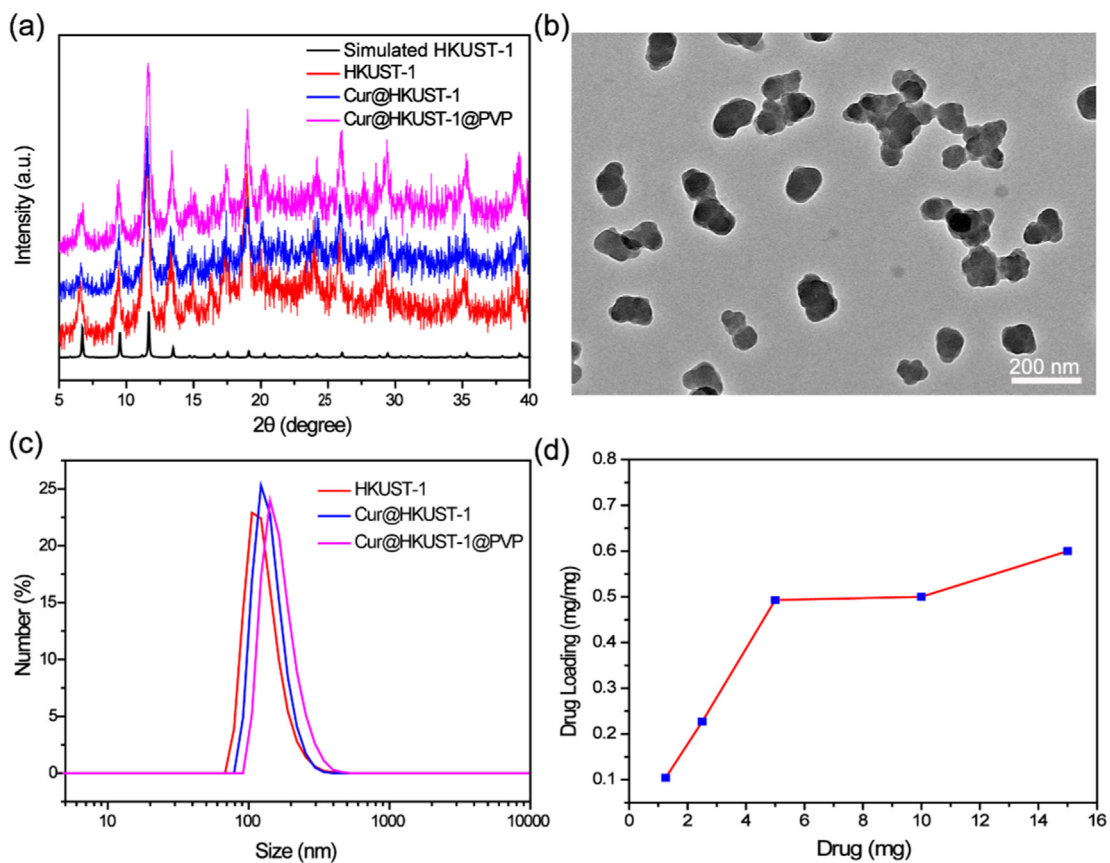 (a)
Simulated HKUST-1
HKUST-1
Cur@HKUST-1
Cur@HKUST-1@PVP
Intensity (a.u.)
5 10 15 20 25 30 35 40
2θ (degree)
(b)
200 nm
(c)
HKUST-1
Cur@HKUST-1
Cur@HKUST-1@PVP
Number (%)
25
20
15
10
5
0
10 100 1000 10000
Size (nm)
(d)
Drug Loading (mg/mg)
0.8
0.7
0.6
0.5
0.4
0.3
0.2
0.1
0 2 4 6 8 10 12 14 16
Drug (mg)